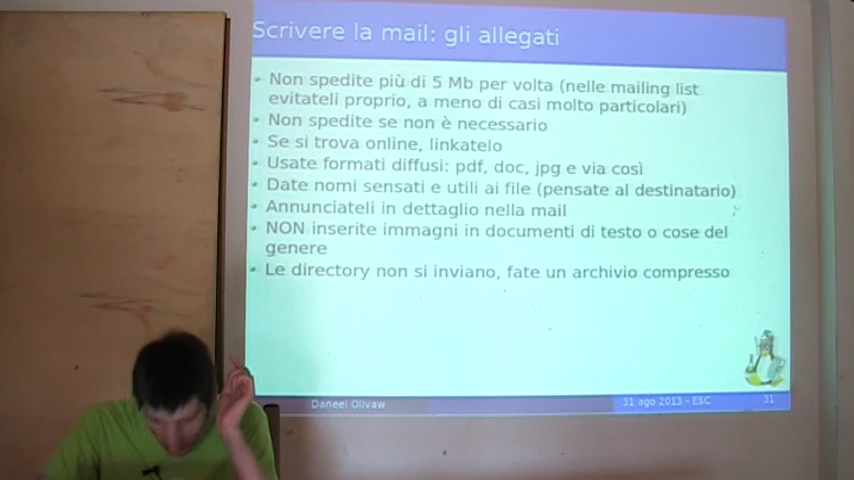 Scrivere la mail: gli allegati
Non spedite più di 5 Mb per volta (nelle mailing list
evitateli proprio, a meno di casi molto particolari)
Non spedite se non è necessario
Se si trova online, linkatelo
Usate formati diffusi: pdf, doc, jpg e via così
Date nomi sensati e utili ai file (pensate al destinatario)
Annunciateli in dettaglio nella mail
NON inserite immagni in documenti di testo o cose del
genere
Le directory non si inviano, fate un archivio compresso
Daneel Olivaw
31 ago 2013 - ESC
31